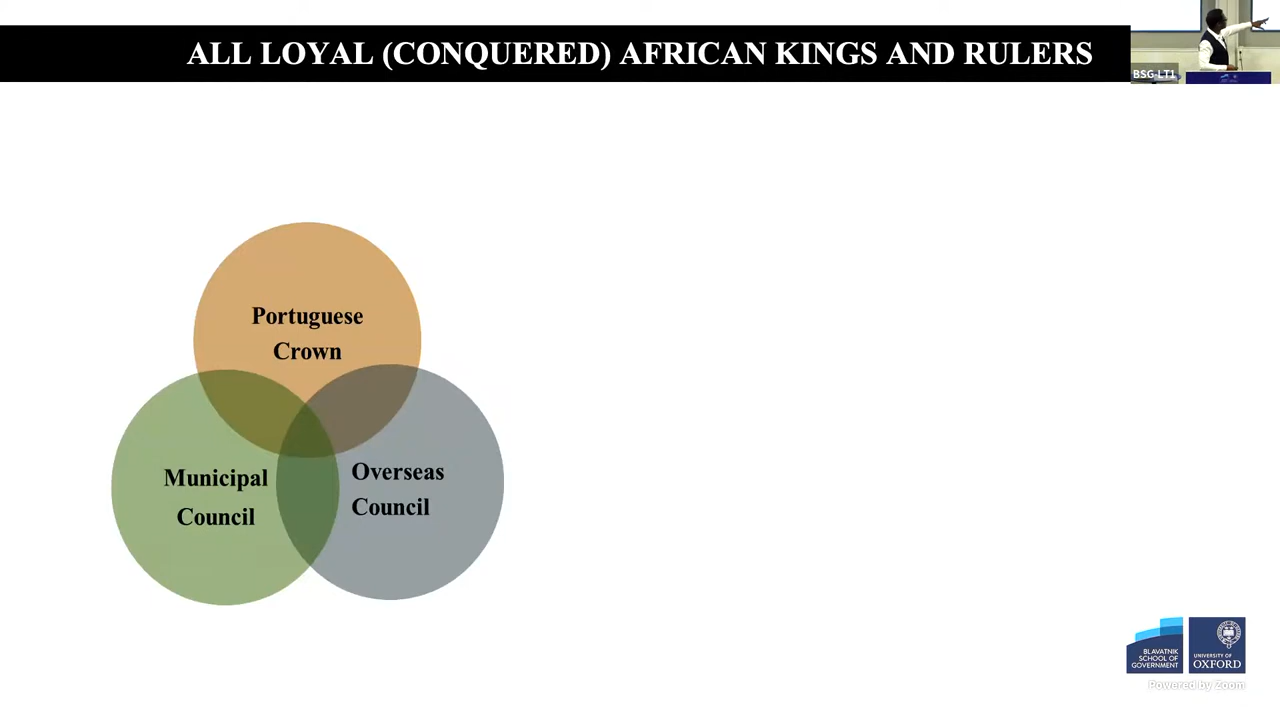 ALL LOYAL (CONQUERED) AFRICAN KINGS AND RULERS
BSG-LT1
Portuguese
Crown
Municipal
Council
Overseas
Council
BLAVATNIK
SCHOOL OF
GOVERNMENT
UNIVERSITY OF
OXFORD
Powered by Zoom